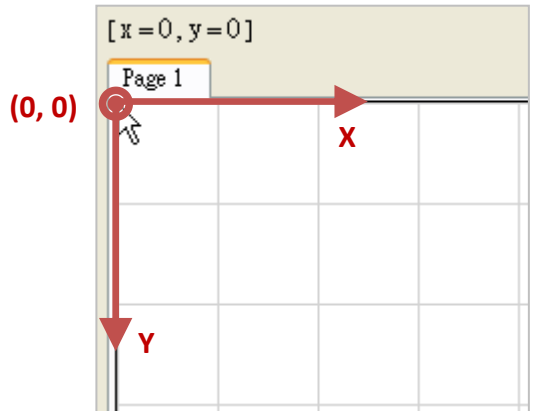 [x=0, y=0]
Page 1
(0, 0)
X
Y